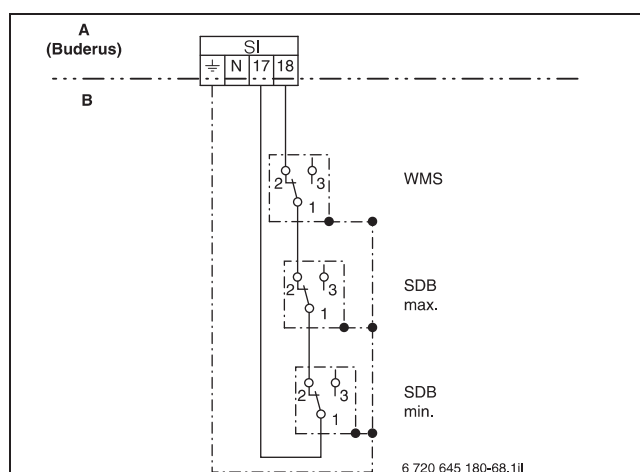 A
(Buderus)
SI
N 17 18
B
2 3
1
WMS
2 3
1
SDB
max.
2 3
1
SDB
min.
6 720 645 180-68.1il